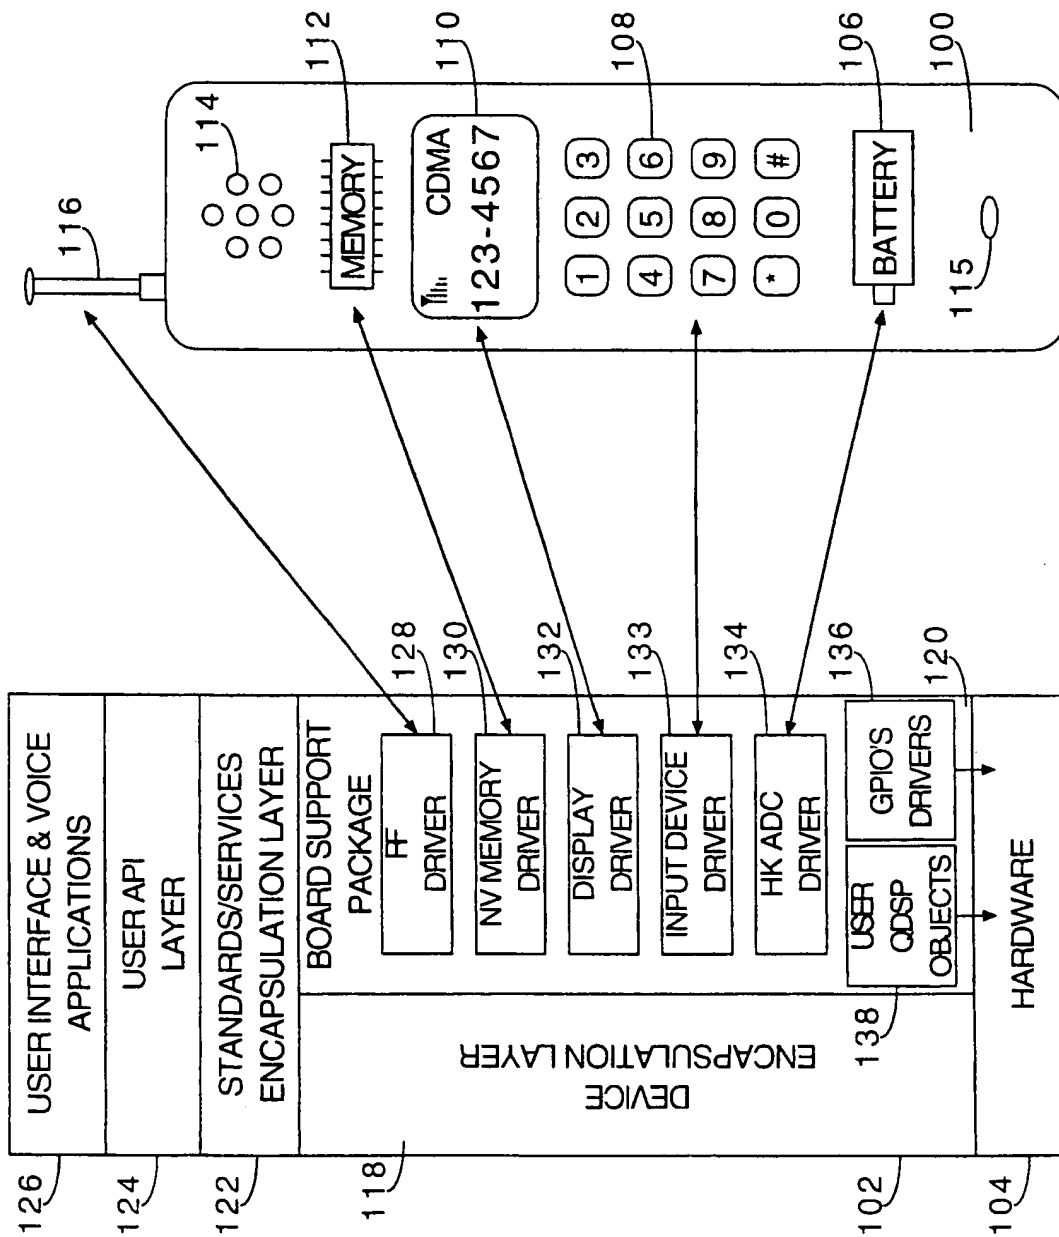 126
USER INTERFACE & VOICE
APPLICATIONS
124
USER API
LAYER
122
STANDARDS/SERVICES
ENCAPSULATION LAYER
118
DEVICE
ENCAPSULATION LAYER
BOARD SUPPORT
PACKAGE
RF
DRIVER
128
NV MEMORY
DRIVER
130
DISPLAY
DRIVER
132
INPUT DEVICE
DRIVER
133
HK ADC
DRIVER
134
USER
QDSP
OBJECTS
138
GPIO'S
DRIVERS
136
120
102
HARDWARE
104
116
114
MEMORY
112
CDMA
123-4567
110
1 2 3
4 5 6
7 8 9
* 0 #
108
BATTERY
106
115
100